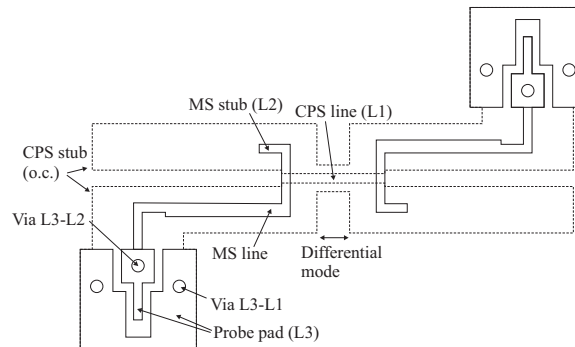 MS stub (L2)
CPS line (L1)
CPS stub
(o.c.)
Via L3-L2
MS line
Differential
mode
Via L3-L1
Probe pad (L3)